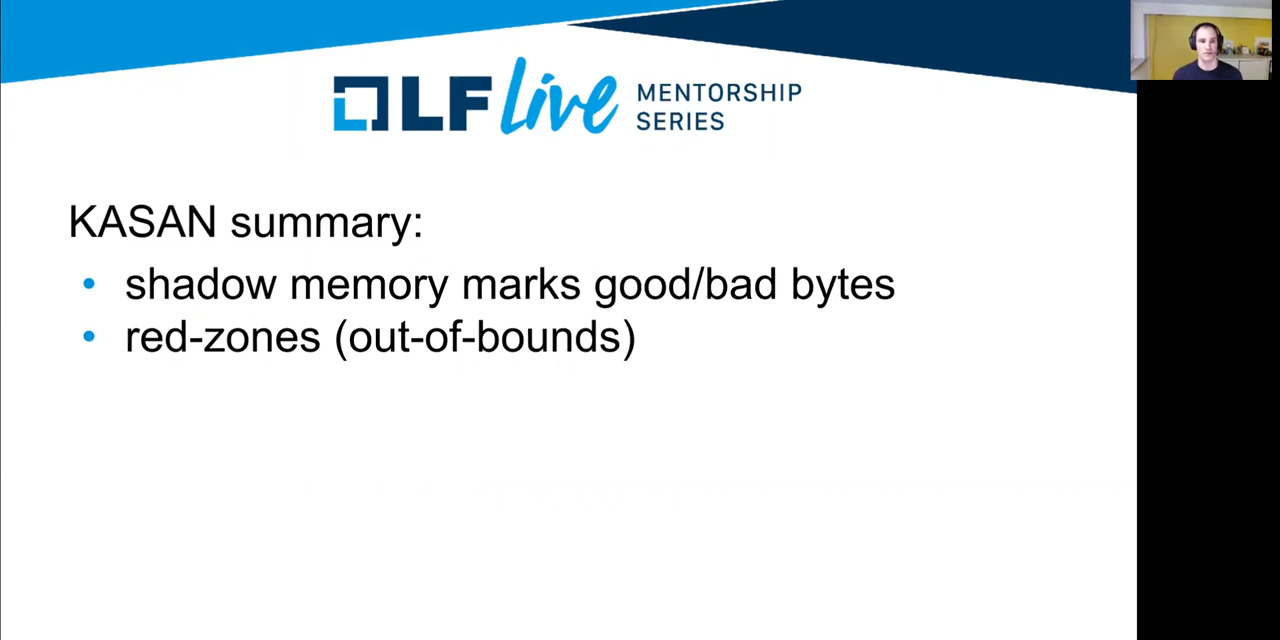 LF Live MENTORSHIP
SERIES
KASAN summary:
• shadow memory marks good/bad bytes
• red-zones (out-of-bounds)